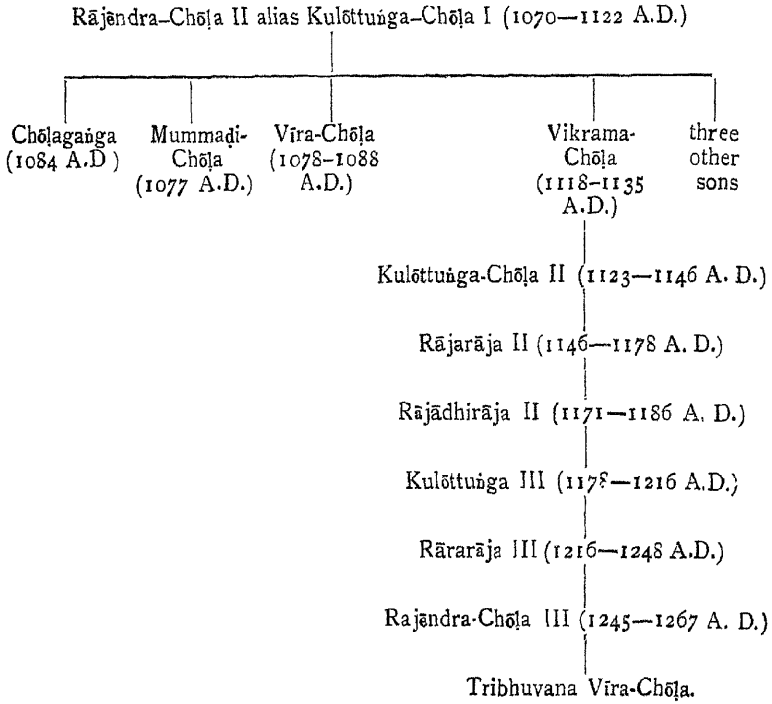 Rājēndra–Chōḷa II alias Kulōttuṅga–Chōḷa I (1070—1122 A.D.)
Chōḷagaṅga
(1084 A.D )
Mummaḍi-
Chōḷa
(1077 A.D.)
Vīra-Chōḷa
(1078–1088
A.D.)
Vikrama-
Chōḷa
(1118–1135
A.D.)
three
other
sons
Kulōttuṅga-Chōḷa II (1123—1146 A. D.)
Rājarāja II (1146—1178 A. D.)
Rājādhirāja II (1171—1186 A. D.)
Kulōttuṅga III (1178—1216 A.D.)
Rārarāja III (1216—1248 A.D.)
Rajēndra-Chōḷa III (1245—1267 A. D.)
Tribhuvana Vīra-Chōḷa.